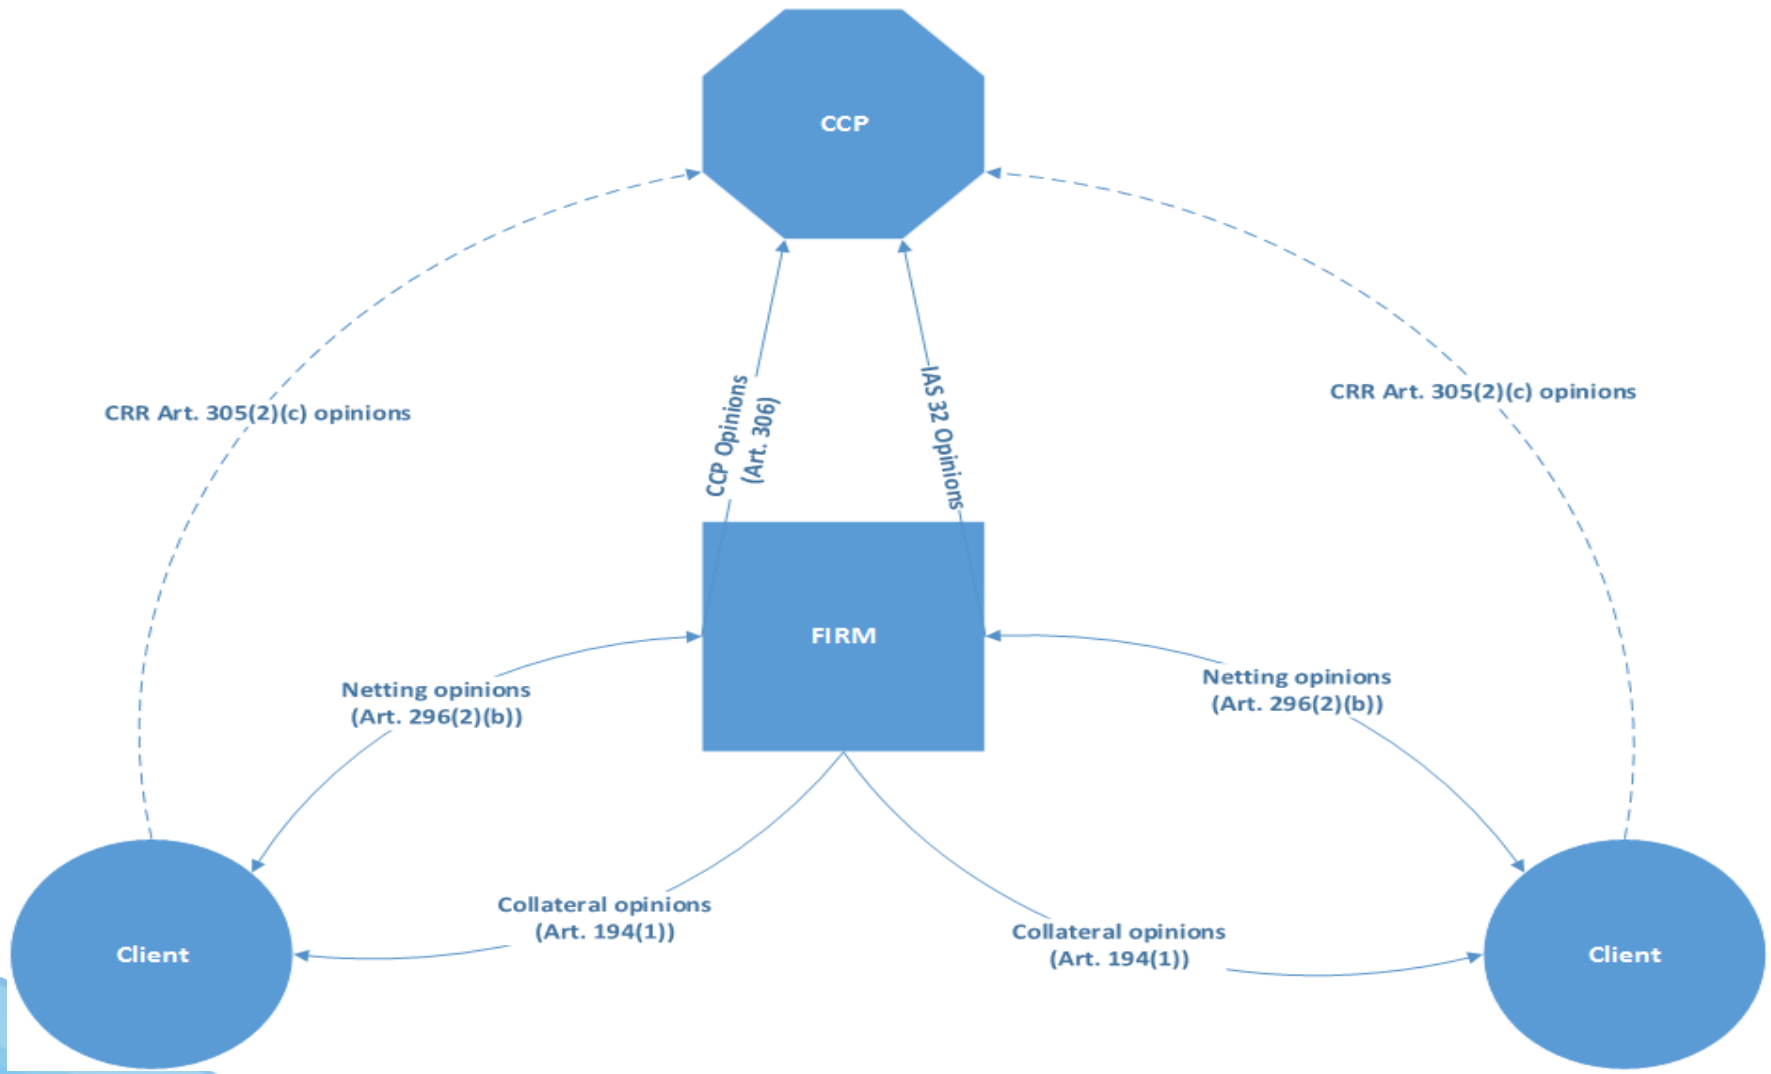 CCP
CRR Art. 305(2)(c) opinions
CCP Opinions
(Art. 306)
IAS 32 Opinions
CRR Art. 305(2)(c) opinions
FIRM
Netting opinions
(Art. 296(2)(b))
Netting opinions
(Art. 296(2)(b))
Collateral opinions
(Art. 194(1))
Collateral opinions
(Art. 194(1))
Client
Client